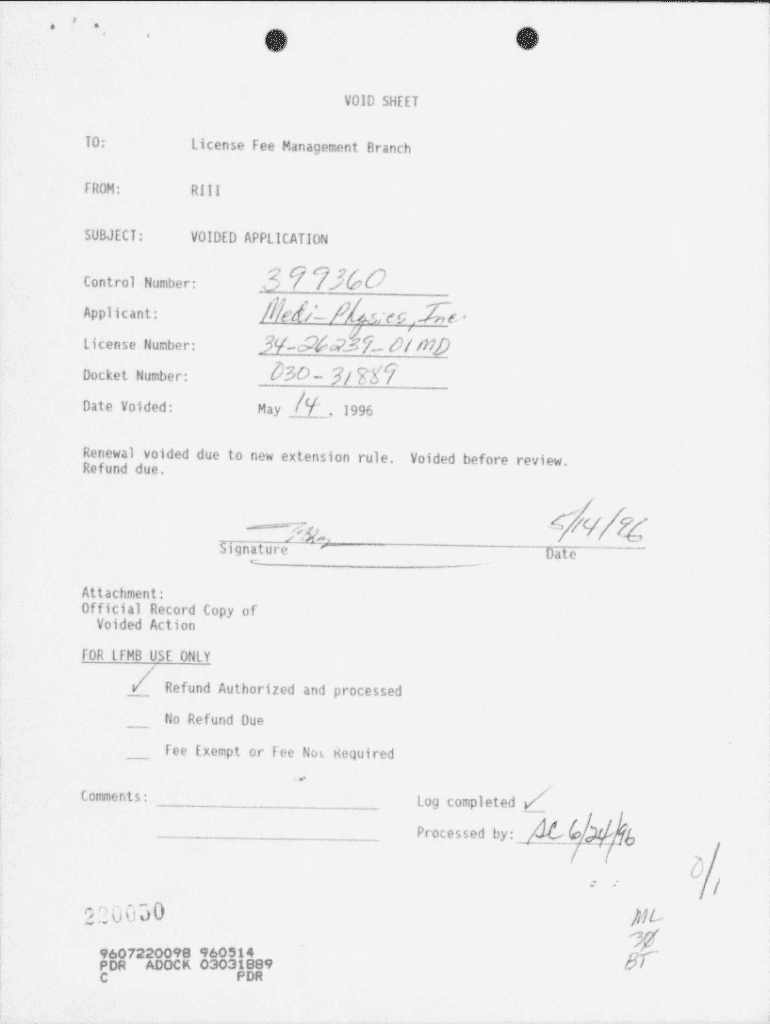 VOID SHEET
TO: License Fee Management Branch
FROM: RIII
SUBJECT: VOIDED APPLICATION
Control Number: 399360
Applicant: Medi-Physics, Inc.
License Number: 34-26239-01MD
Docket Number: 030-31889
Date Voided: May 14, 1996
Renewal voided due to new extension rule. Voided before review.
Refund due.
5/14/96
Signature Date
Attachment:
Official Record Copy of
Voided Action
FOR LFMB USE ONLY
✓ Refund Authorized and processed
No Refund Due
Fee Exempt or Fee Not Required
Comments:
Log completed ✓
Processed by: AC 6/24/96
0/1
220050
ML
30
BT
9607220098 960514
PDR ADOCK 03031889
C PDR